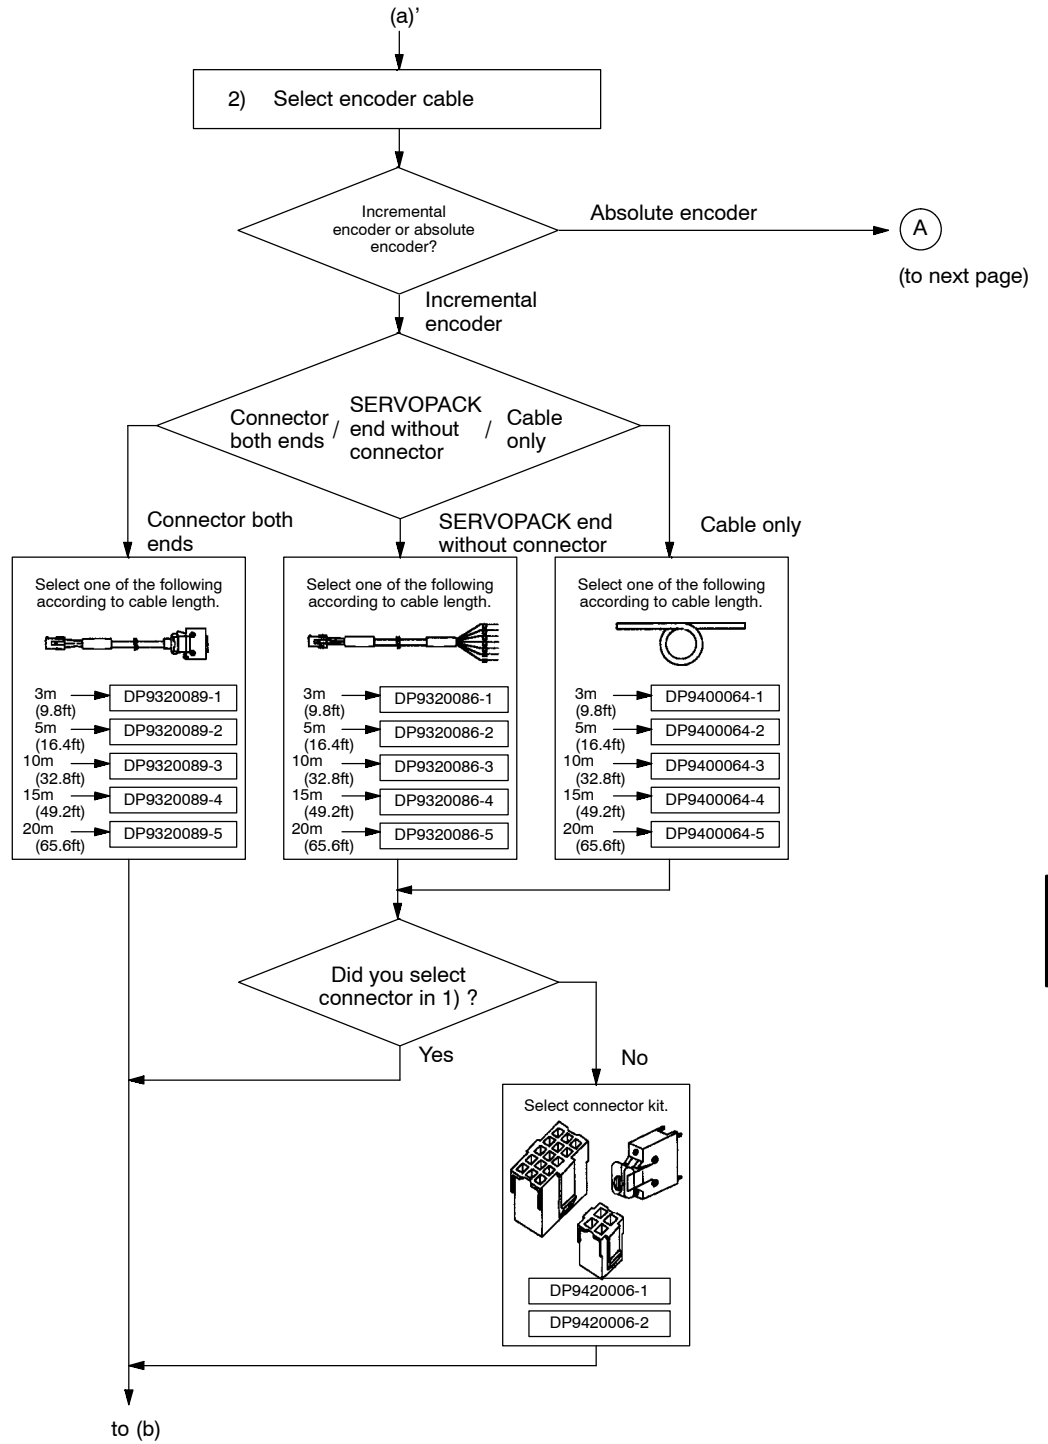 (a)’
2) Select encoder cable
Incremental
encoder or absolute
encoder?
Absolute encoder
A
(to next page)
Incremental
encoder
Connector
both ends
/
SERVOPACK
end without
connector
/
Cable
only
Connector both
ends
SERVOPACK end
without connector
Cable only
Select one of the following
according to cable length.
3m
(9.8ft)
DP9320089-1
5m
(16.4ft)
DP9320089-2
10m
(32.8ft)
DP9320089-3
15m
(49.2ft)
DP9320089-4
20m
(65.6ft)
DP9320089-5
Select one of the following
according to cable length.
3m
(9.8ft)
DP9320086-1
5m
(16.4ft)
DP9320086-2
10m
(32.8ft)
DP9320086-3
15m
(49.2ft)
DP9320086-4
20m
(65.6ft)
DP9320086-5
Select one of the following
according to cable length.
3m
(9.8ft)
DP9400064-1
5m
(16.4ft)
DP9400064-2
10m
(32.8ft)
DP9400064-3
15m
(49.2ft)
DP9400064-4
20m
(65.6ft)
DP9400064-5
Did you select
connector in 1) ?
Yes
No
Select connector kit.
DP9420006-1
DP9420006-2
to (b)